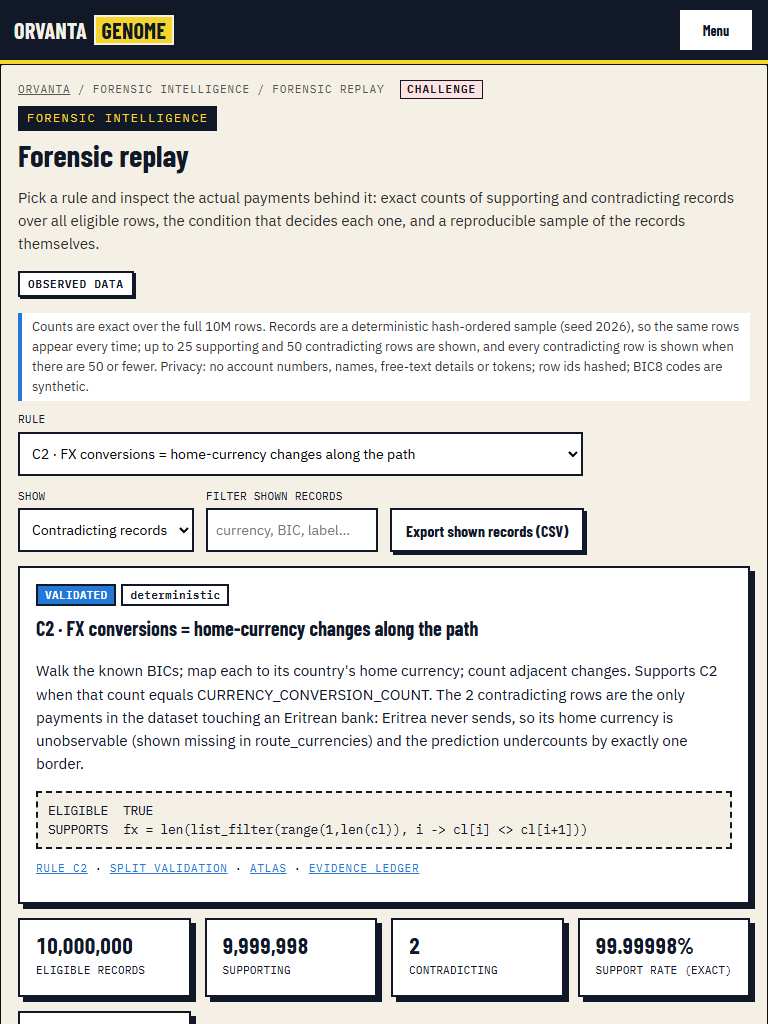 ORVANTA GENOME
Menu
ORVANTA / FORENSIC INTELLIGENCE / FORENSIC REPLAY CHALLENGE
FORENSIC INTELLIGENCE
Forensic replay
Pick a rule and inspect the actual payments behind it: exact counts of supporting and contradicting records
over all eligible rows, the condition that decides each one, and a reproducible sample of the records
themselves.
OBSERVED DATA
Counts are exact over the full 10M rows. Records are a deterministic hash-ordered sample (seed 2026), so the same rows
appear every time; up to 25 supporting and 50 contradicting rows are shown, and every contradicting row is shown when
there are 50 or fewer. Privacy: no account numbers, names, free-text details or tokens; row ids hashed; BIC8 codes are
synthetic.
RULE
C2 · FX conversions = home-currency changes along the path
SHOW
FILTER SHOWN RECORDS
Contradicting records
currency, BIC, label...
Export shown records (CSV)
VALIDATED deterministic
C2 · FX conversions = home-currency changes along the path
Walk the known BICs; map each to its country's home currency; count adjacent changes. Supports C2
when that count equals CURRENCY_CONVERSION_COUNT. The 2 contradicting rows are the only
payments in the dataset touching an Eritrean bank: Eritrea never sends, so its home currency is
unobservable (shown missing in route_currencies) and the prediction undercounts by exactly one
border.
ELIGIBLE TRUE
SUPPORTS fx = len(list_filter(range(1,len(cl)), i -> cl[i] <> cl[i+1]))
RULE C2 · SPLIT VALIDATION · ATLAS · EVIDENCE LEDGER
10,000,000
ELIGIBLE RECORDS
9,999,998
SUPPORTING
2
CONTRADICTING
99.99998%
SUPPORT RATE (EXACT)